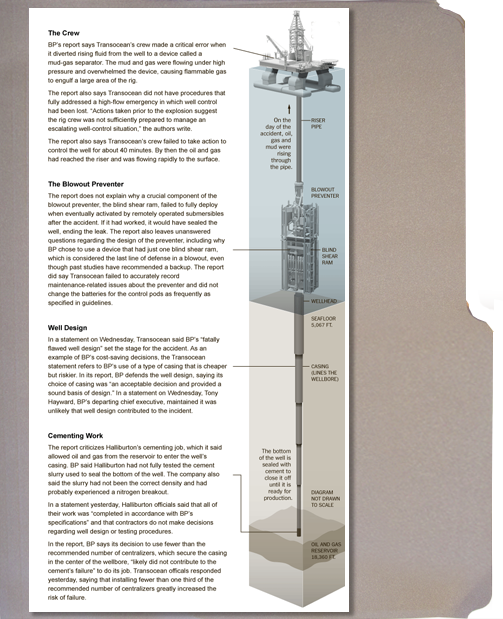 The Crew
BP's report says Transocean's crew made a critical error when
it diverted rising fluid from the well to a device called a
mud-gas separator. The mud and gas were flowing under high
pressure and overwhelmed the device, causing flammable gas
to engulf a large area of the rig.
The report also says Transocean did not have procedures that
fully addressed a high-flow emergency in which well control
had been lost. “Actions taken prior to the explosion suggest
the rig crew was not sufficiently prepared to manage an
escalating well-control situation,” the authors write.
The report also says Transocean's crew failed to take action to
control the well for about 40 minutes. By then the oil and gas
had reached the riser and was flowing rapidly to the surface.
The Blowout Preventer
The report does not explain why a crucial component of the
blowout preventer, the blind shear ram, failed to fully deploy
when eventually activated by remotely operated submersibles
after the accident. If it had worked, it would have sealed the
well, ending the leak. The report also leaves unanswered
questions regarding the design of the preventer, including why
BP chose to use a device that had just one blind shear ram,
which is considered the last line of defense in a blowout, even
though past studies have recommended a backup. The report
did say Transocean failed to accurately record
maintenance-related issues about the preventer and did not
change the batteries for the control pods as frequently as
specified in guidelines.
Well Design
In a statement on Wednesday, Transocean said BP's “fatally
flawed well design” set the stage for the accident. As an
example of BP's cost-saving decisions, the Transocean
statement refers to BP's use of a type of casing that is cheaper
but riskier. In its report, BP defends the well design, saying its
choice of casing was “an acceptable decision and provided a
sound basis of design.” In a statement on Wednesday, Tony
Hayward, BP's departing chief executive, maintained it was
unlikely that well design contributed to the incident.
Cementing Work
The report criticizes Halliburton's cementing job, which it said
allowed oil and gas from the reservoir to enter the well's
casing. BP said Halliburton had not fully tested the cement
slurry used to seal the bottom of the well. The company also
said the slurry had not been the correct density and had
probably experienced a nitrogen breakout.
In a statement yesterday, Halliburton officials said that all of
their work was “completed in accordance with BP's
specifications” and that contractors do not make decisions
regarding well design or testing procedures.
In the report, BP says its decision to use fewer than the
recommended number of centralizers, which secure the casing
in the center of the wellbore, “likely did not contribute to the
cement's failure” to do its job. Transocean officials responded
yesterday, saying that installing fewer than one third of the
recommended number of centralizers greatly increased the
risk of failure.
On the
day of the
accident, oil,
gas and
mud were
rising
through
the pipe.
RISER
PIPE
BLOWOUT
PREVENTER
BLIND
SHEAR
RAM
WELLHEAD
SEAFLOOR
5,067 FT.
CASING
(LINES THE
WELLBORE)
The bottom
of the well is
sealed with
cement to
close it off
until it is
ready for
production.
DIAGRAM
NOT DRAWN
TO SCALE
OIL AND GAS
RESERVOIR
18,360 FT.